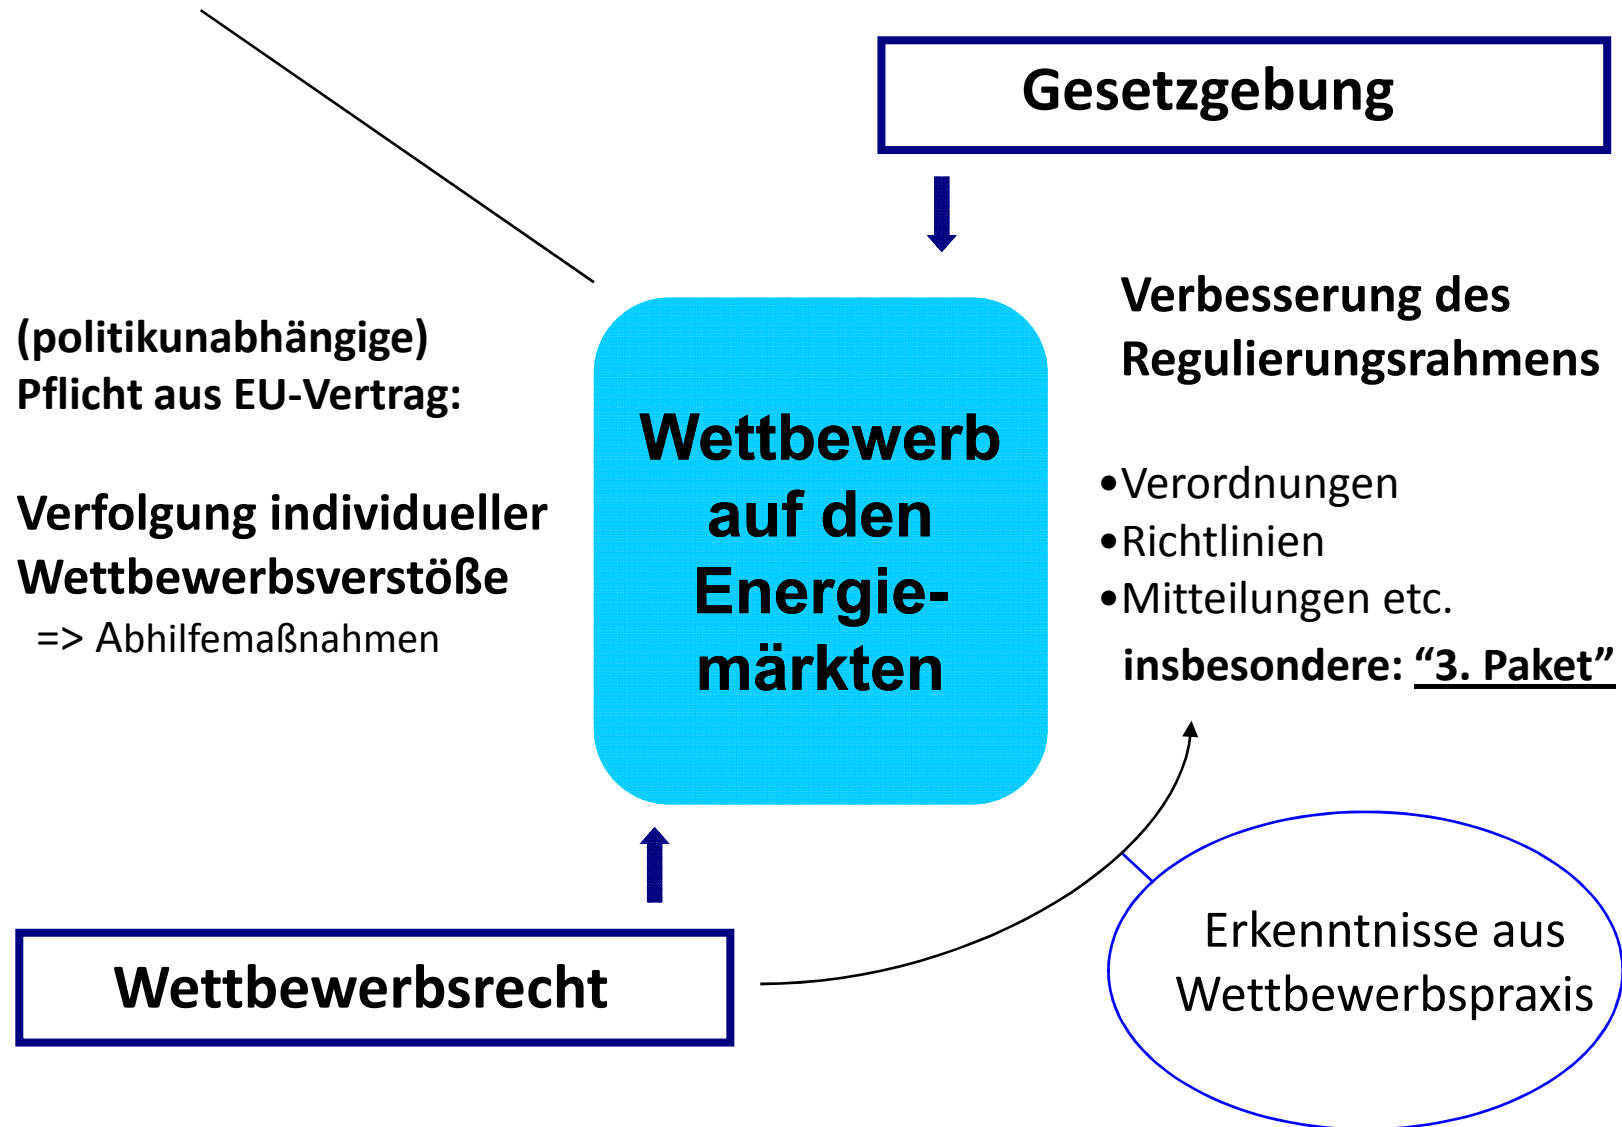 Gesetzgebung
(politikunabhängige)
Pflicht aus EU-Vertrag:
Verfolgung individueller
Wettbewerbsverstöße
=> Abhilfemaßnahmen
Wettbewerb
auf den
Energie-
märkten
Verbesserung des
Regulierungsrahmens
•Verordnungen
•Richtlinien
•Mitteilungen etc.
insbesondere: “3. Paket”
Wettbewerbsrecht
Erkenntnisse aus
Wettbewerbspraxis